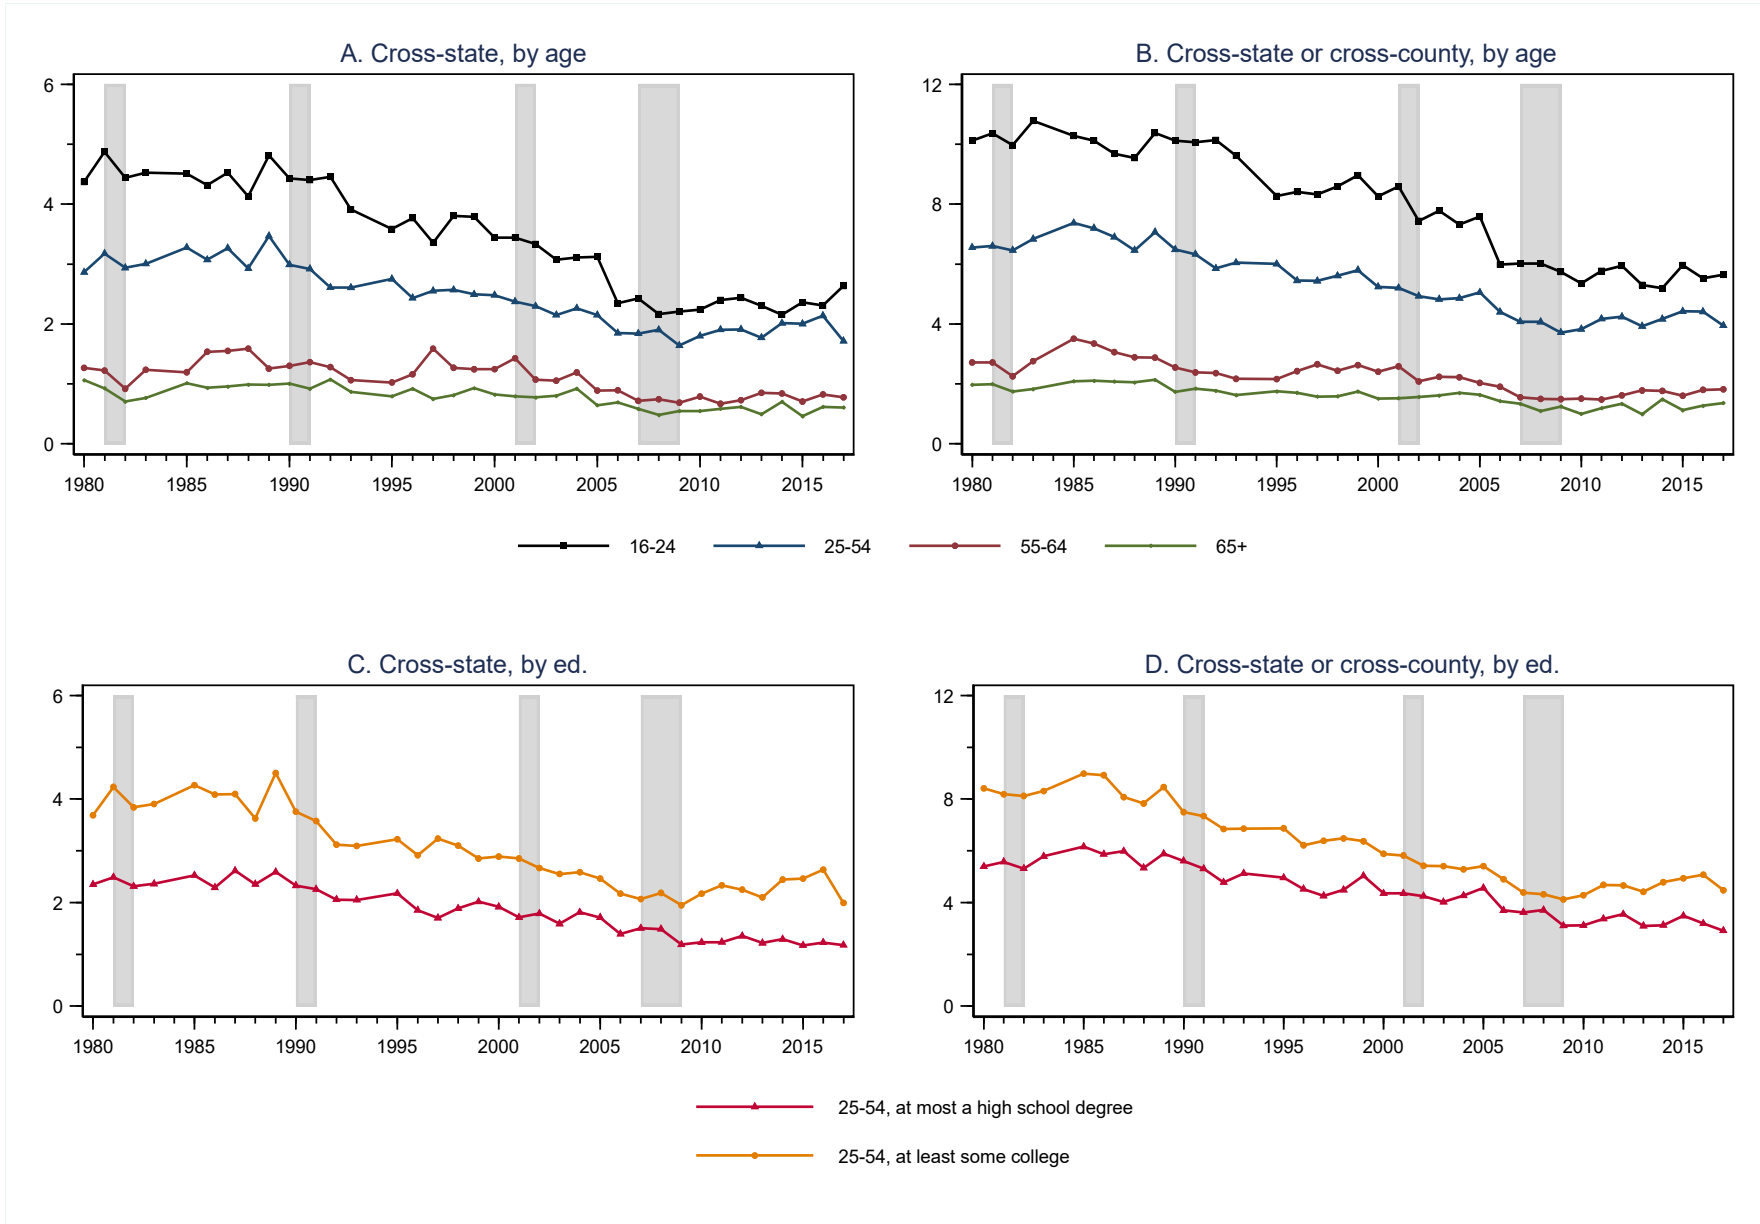 A. Cross-state, by age
6
4
2
0
1980 1985 1990 1995 2000 2005 2010 2015
B. Cross-state or cross-county, by age
12
8
4
0
1980 1985 1990 1995 2000 2005 2010 2015
16-24 25-54 55-64 65+
C. Cross-state, by ed.
6
4
2
0
1980 1985 1990 1995 2000 2005 2010 2015
D. Cross-state or cross-county, by ed.
12
8
4
0
1980 1985 1990 1995 2000 2005 2010 2015
25-54, at most a high school degree
25-54, at least some college